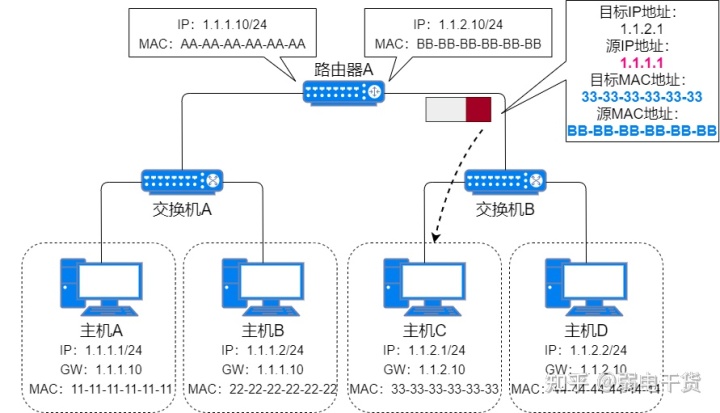 IP：1.1.1.10/24
MAC：AA-AA-AA-AA-AA-AA
IP：1.1.2.10/24
MAC：BB-BB-BB-BB-BB-BB
目标IP地址：
1.1.2.1
源IP地址：
1.1.1.1
目标MAC地址：
33-33-33-33-33-33
源MAC地址：
BB-BB-BB-BB-BB-BB
路由器A
交换机A
交换机B
主机A
IP：1.1.1.1/24
GW：1.1.1.10
MAC：11-11-11-11-11-11
主机B
IP：1.1.1.2/24
GW：1.1.1.10
MAC：22-22-22-22-22-22
主机C
IP：1.1.2.1/24
GW：1.1.2.10
MAC：33-33-33-33-33-33
主机D
IP：1.1.2.2/24
GW：1.1.2.10
MAC：44-44-44-44-44-44
知乎 @弱电干货